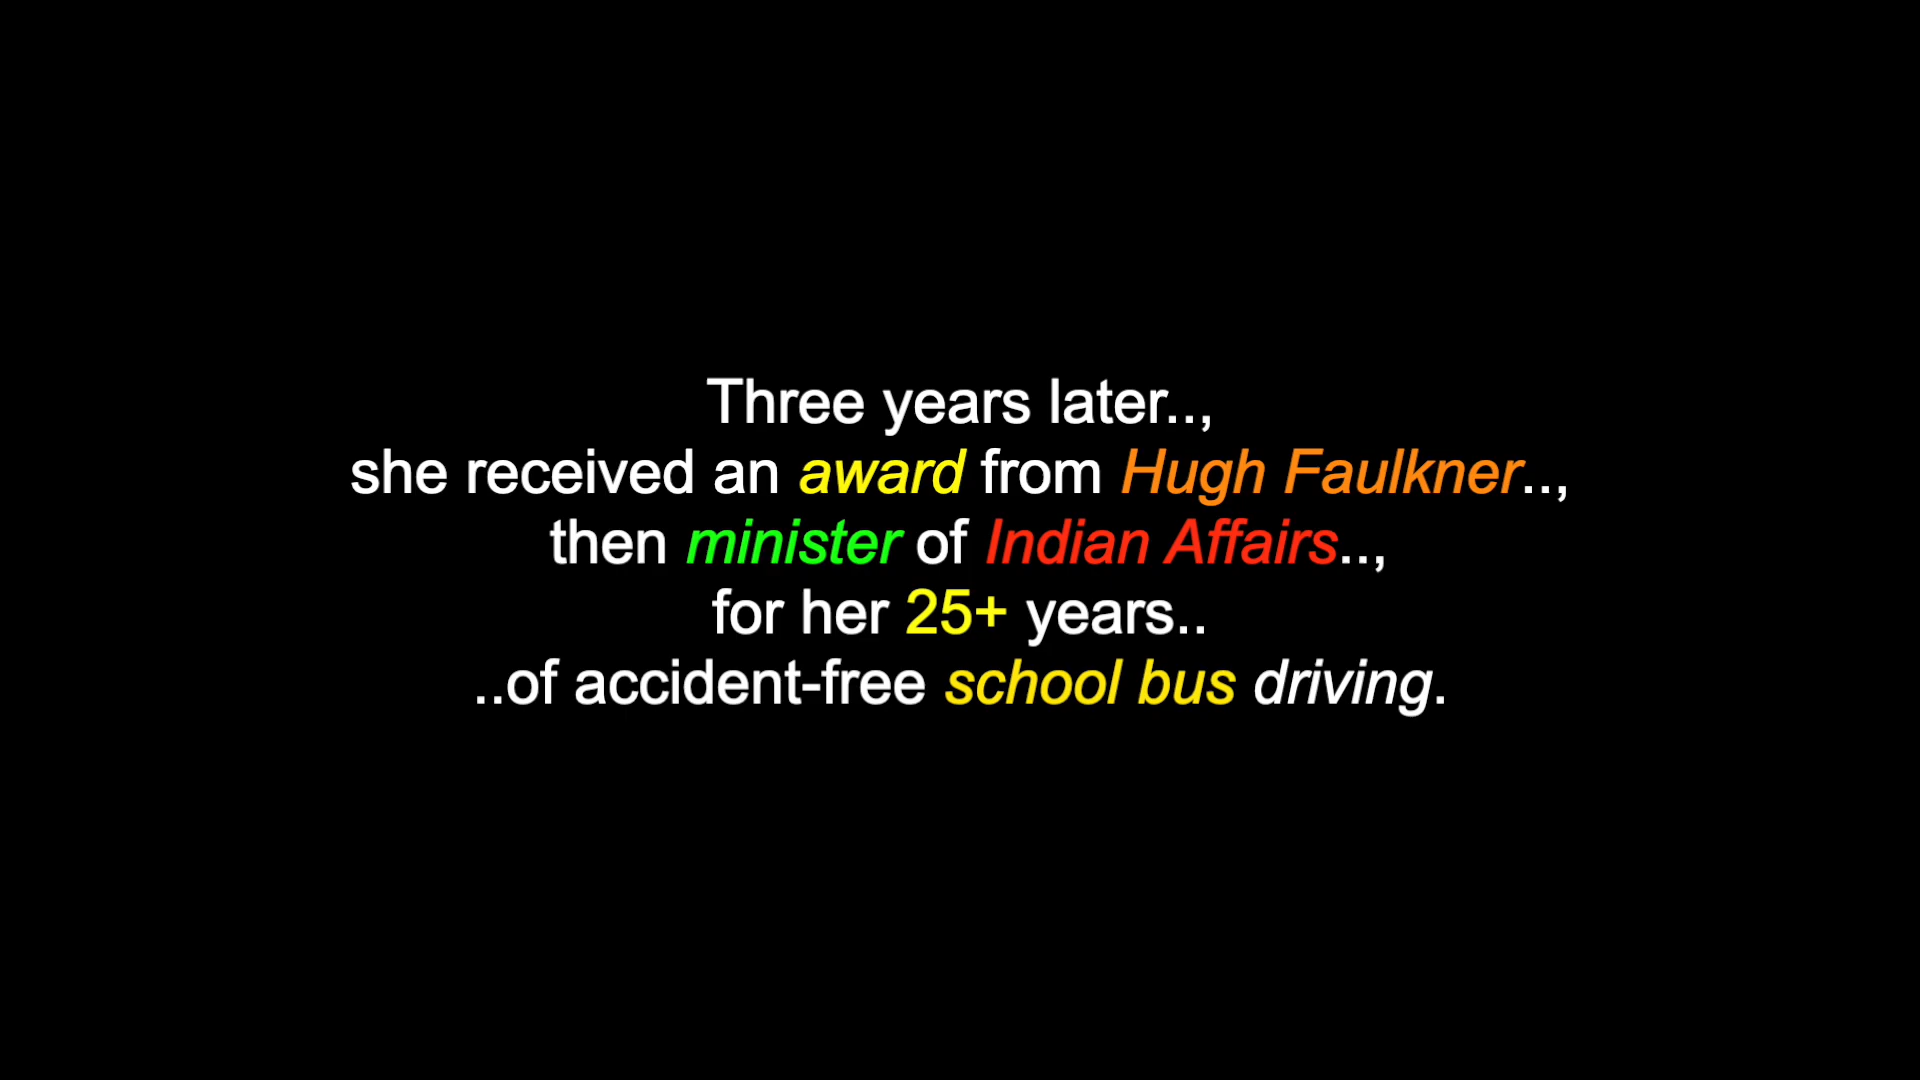 Three years later..,
she received an award from Hugh Faulkner..,
then minister of Indian Affairs..,
for her 25+ years..
..of accident-free school bus driving.